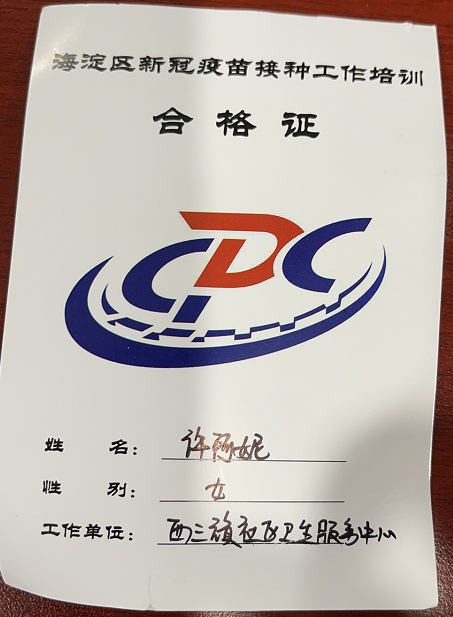 海淀区新冠疫苗接种工作培训
合格证
CDC
姓 名： 许丽妮
性 别： 女
工作单位： 西三旗社区卫生服务中心